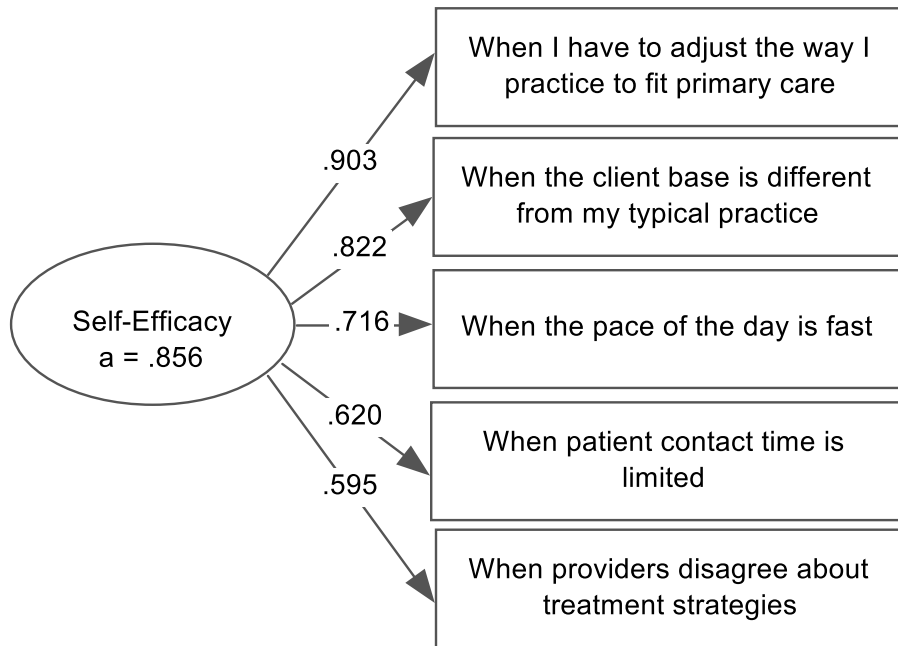 When I have to adjust the way I
practice to fit primary care
.903
When the client base is different
from my typical practice
.822
Self-Efficacy
a = .856
.716
When the pace of the day is fast
.620
When patient contact time is
limited
.595
When providers disagree about
treatment strategies